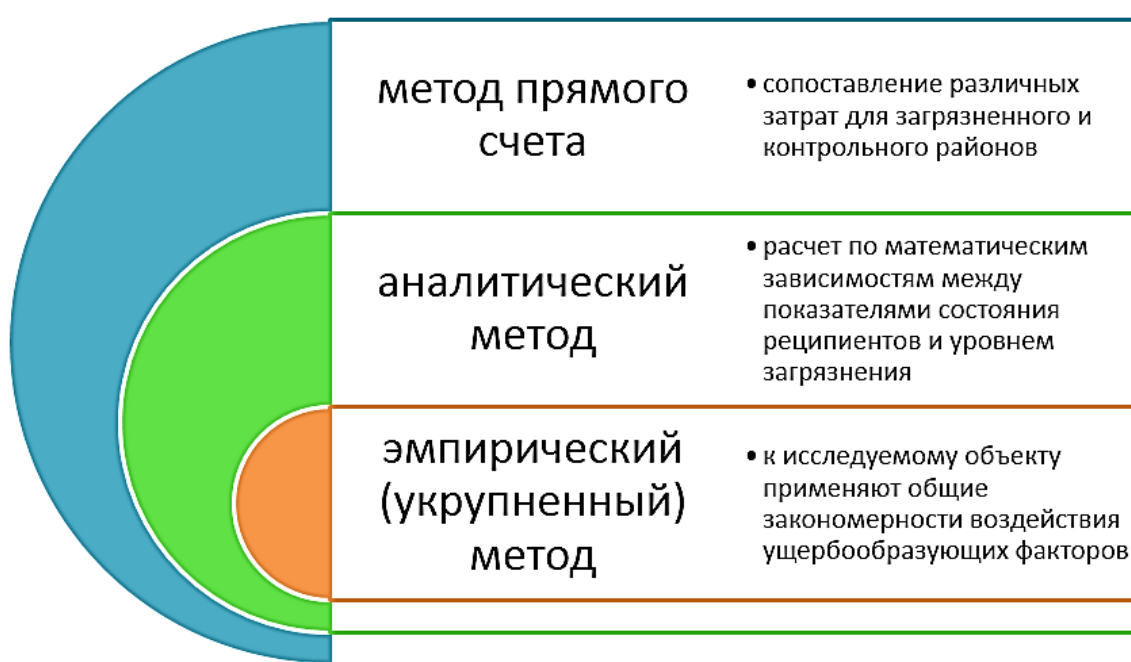 метод прямого
счета
• сопоставление различных
затрат для загрязненного и
контрольного районов
аналитический
метод
• расчет по математическим
зависимостям между
показателями состояния
реципиентов и уровнем
загрязнения
эмпирический
(укрупненный)
метод
• к исследуемому объекту
применяют общие
закономерности воздействия
ущербообразующих факторов